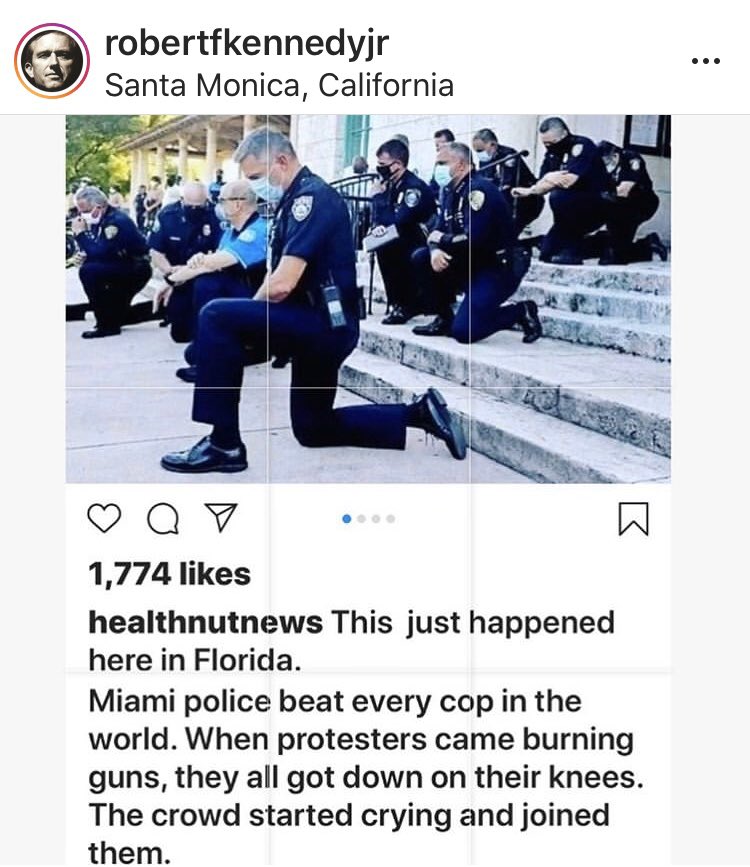 robertfkennedyjr
Santa Monica, California
1,774 likes
healthnutnews This just happened
here in Florida.
Miami police beat every cop in the
world. When protesters came burning
guns, they all got down on their knees.
The crowd started crying and joined
them.